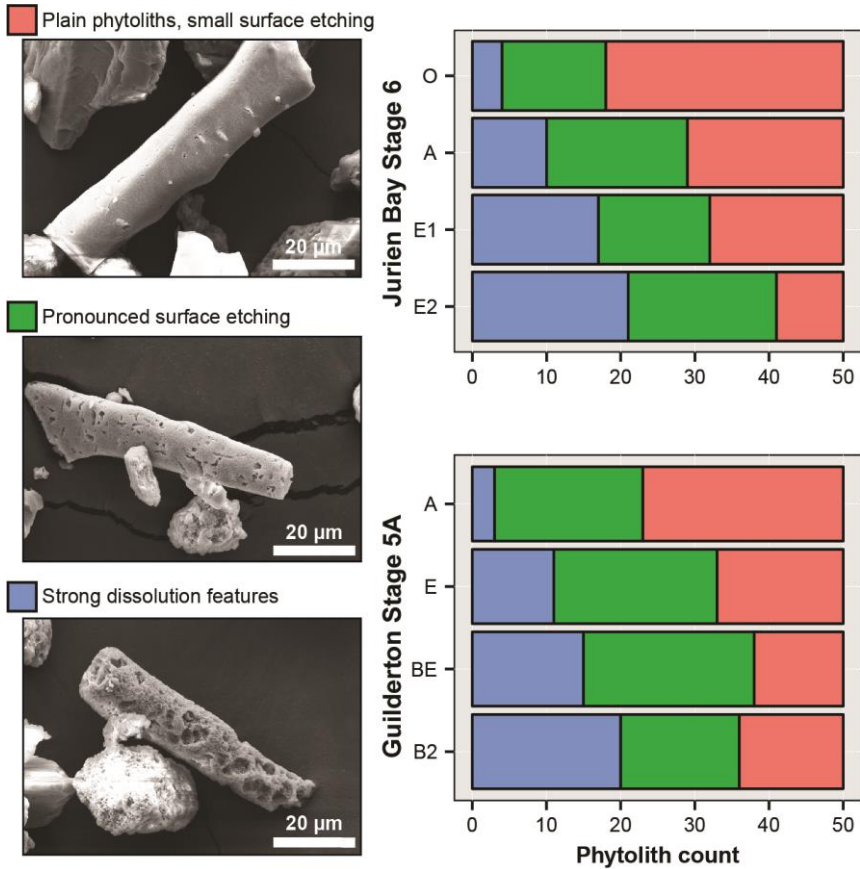 Plain phytoliths, small surface etching
20 µm
Pronounced surface etching
20 µm
Strong dissolution features
20 µm
Jurien Bay Stage 6
O
A
E1
E2
0 10 20 30 40 50
Guilderton Stage 5A
A
E
BE
B2
0 10 20 30 40 50
Phytolith count